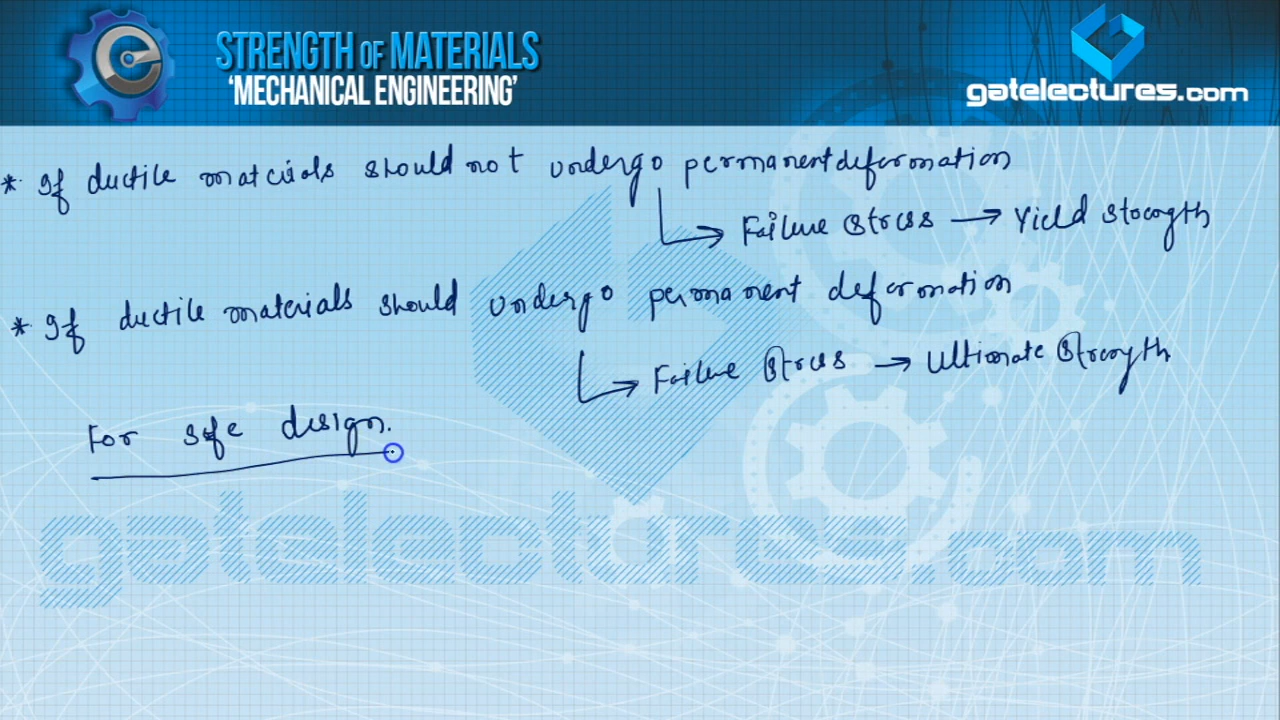 STRENGTH OF MATERIALS
'MECHANICAL ENGINEERING'
gatelectures.com
* If ductile materials should not undergo permanent deformation
Failure stress → Yield strength
* If ductile materials should undergo permanent deformation
Failure stress → Ultimate strength
For safe design.
gatelectures.com